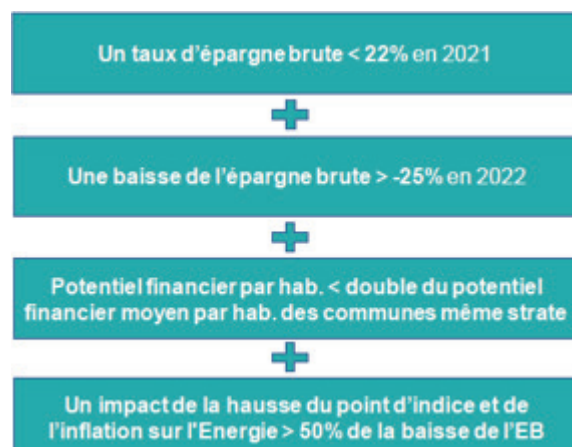 Un taux d'épargne brute < 22% en 2021
Une baisse de l'épargne brute > -25% en 2022
Potentiel financier par hab. < double du potentiel
financier moyen par hab. des communes même strate
Un impact de la hausse du point d'indice et de
l'inflation sur l'Energie > 50% de la baisse de l'EB